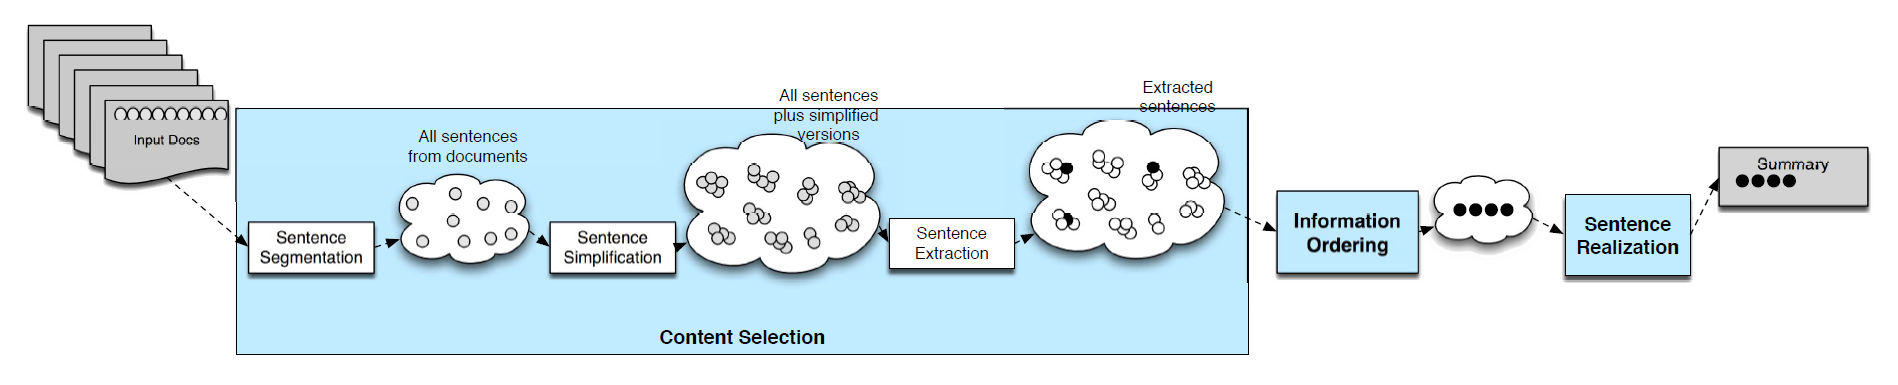 Input Docs
All sentences
from documents
Sentence
Segmentation
Sentence
Simplification
All sentences
plus simplified
versions
Sentence
Extraction
Extracted
sentences
Content Selection
Information
Ordering
Sentence
Realization
Summary